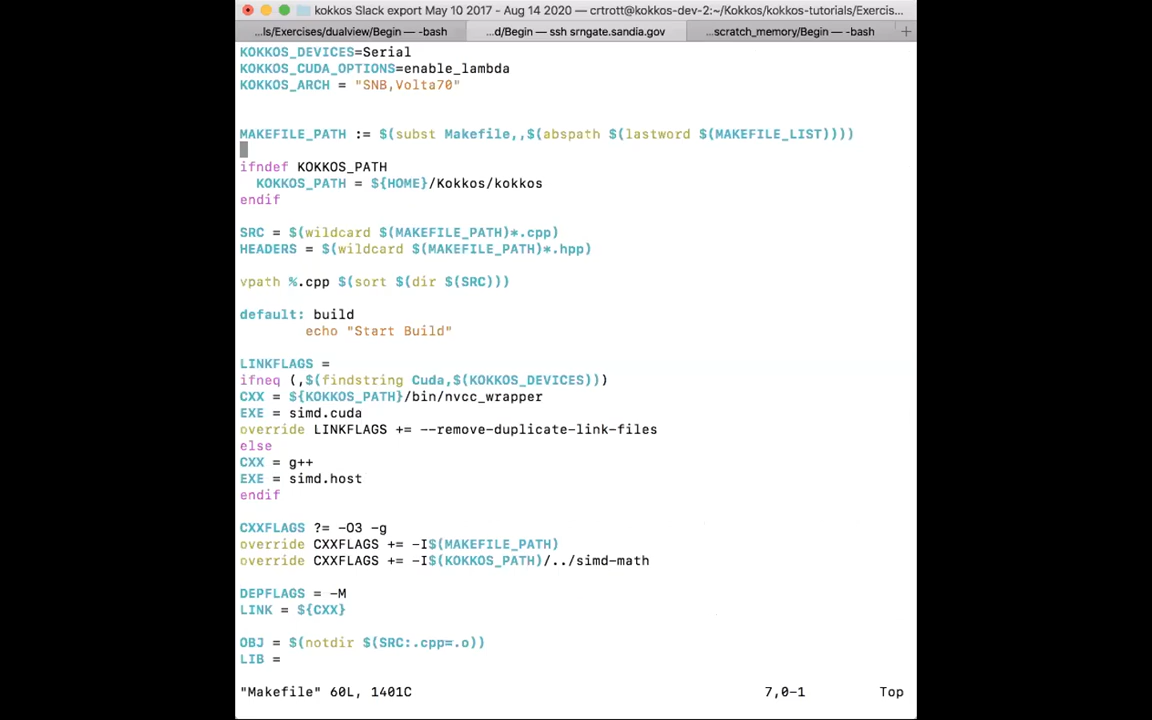 kokkos Slack export May 10 2017 - Aug 14 2020 — crtrott@kokkos-dev-2:~/Kokkos/kokkos-tutorials/Exercis...
...ls/Exercises/dualview/Begin — -bash
...d/Begin — ssh srngate.sandia.gov
...scratch_memory/Begin — -bash
+
KOKKOS_DEVICES=Serial
KOKKOS_CUDA_OPTIONS=enable_lambda
KOKKOS_ARCH = "SNB,Volta70"
MAKEFILE_PATH := $(subst Makefile,,$(abspath $(lastword $(MAKEFILE_LIST))))
ifndef KOKKOS_PATH
  KOKKOS_PATH = ${HOME}/Kokkos/kokkos
endif
SRC = $(wildcard $(MAKEFILE_PATH)*.cpp)
HEADERS = $(wildcard $(MAKEFILE_PATH)*.hpp)
vpath %.cpp $(sort $(dir $(SRC)))
default: build
        echo "Start Build"
LINKFLAGS =
ifneq (,$(findstring Cuda,$(KOKKOS_DEVICES)))
CXX = ${KOKKOS_PATH}/bin/nvcc_wrapper
EXE = simd.cuda
override LINKFLAGS += --remove-duplicate-link-files
else
CXX = g++
EXE = simd.host
endif
CXXFLAGS ?= -O3 -g
override CXXFLAGS += -I$(MAKEFILE_PATH)
override CXXFLAGS += -I$(KOKKOS_PATH)/../simd-math
DEPFLAGS = -M
LINK = ${CXX}
OBJ = $(notdir $(SRC:.cpp=.o))
LIB =
"Makefile" 60L, 1401C
7,0-1
Top